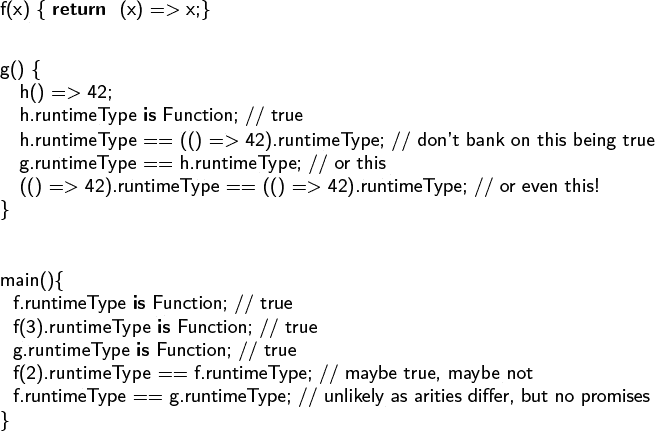 f(x) { return (x) => x;}
g() {
h() => 42;
h.runtimeType is Function; // true
h.runtimeType == (() => 42).runtimeType; // don't bank on this being true
g.runtimeType == h.runtimeType; // or this
(() => 42).runtimeType == (() => 42).runtimeType; // or even this!
}
main(){
f.runtimeType is Function; // true
f(3).runtimeType is Function; // true
g.runtimeType is Function; // true
f(2).runtimeType == f.runtimeType; // maybe true, maybe not
f.runtimeType == g.runtimeType; // unlikely as arities differ, but no promises
}